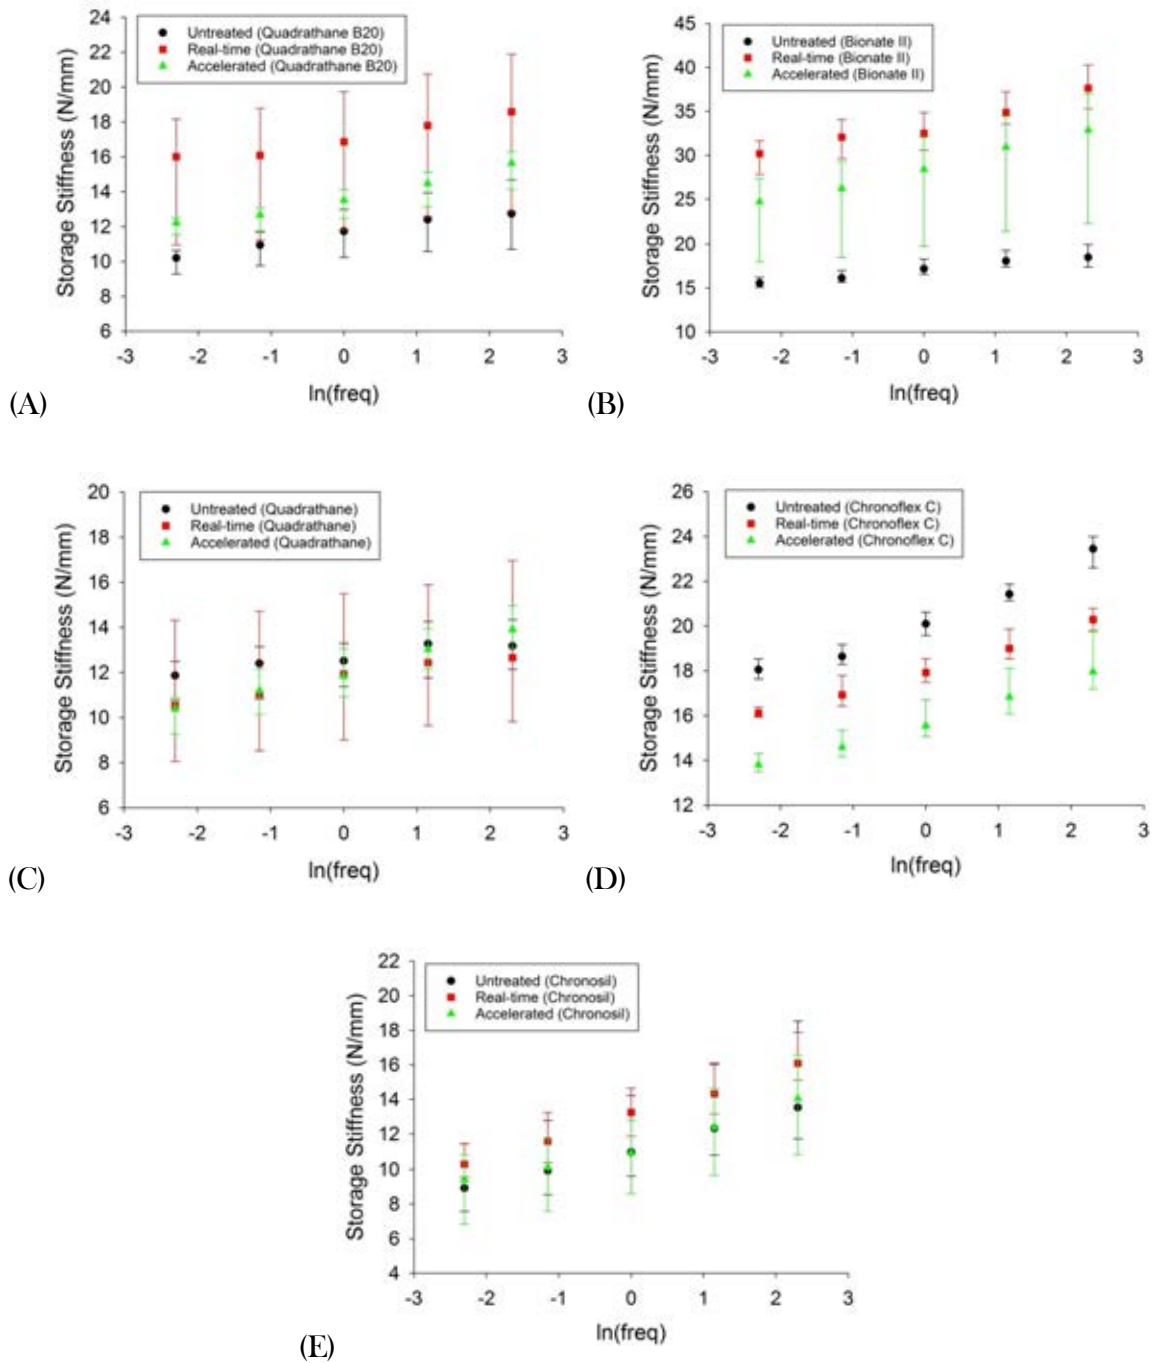 Storage Stiffness (N/mm)
24
22
20
18
16
14
12
10
8
6
Untreated (Quadrathane B20)
Real-time (Quadrathane B20)
Accelerated (Quadrathane B20)
-3 -2 -1 0 1 2 3
ln(freq)
(A)
Storage Stiffness (N/mm)
45
40
35
30
25
20
15
10
Untreated (Bionate II)
Real-time (Bionate II)
Accelerated (Bionate II)
-3 -2 -1 0 1 2 3
ln(freq)
(B)
Storage Stiffness (N/mm)
20
18
16
14
12
10
8
6
Untreated (Quadrathane)
Real-time (Quadrathane)
Accelerated (Quadrathane)
-3 -2 -1 0 1 2 3
ln(freq)
(C)
Storage Stiffness (N/mm)
26
24
22
20
18
16
14
12
Untreated (Chronoflex C)
Real-time (Chronoflex C)
Accelerated (Chronoflex C)
-3 -2 -1 0 1 2 3
ln(freq)
(D)
Storage Stiffness (N/mm)
22
20
18
16
14
12
10
8
6
4
Untreated (Chronosil)
Real-time (Chronosil)
Accelerated (Chronosil)
-3 -2 -1 0 1 2 3
ln(freq)
(E)